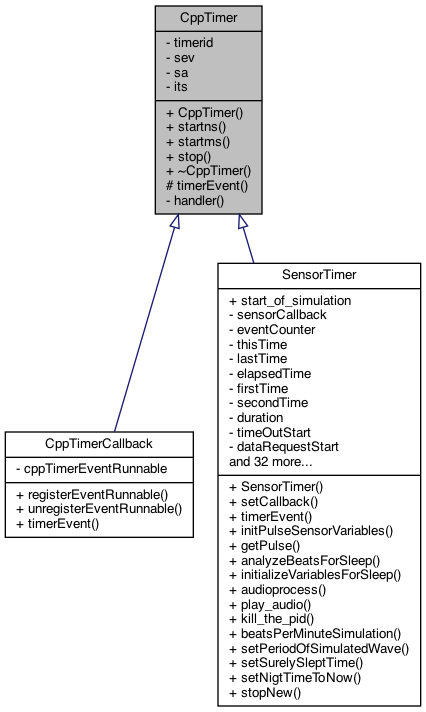 CppTimer
- timerid
- sev
- sa
- its
+ CppTimer()
+ startns()
+ startms()
+ stop()
+ ~CppTimer()
# timerEvent()
- handler()
SensorTimer
+ start_of_simulation
- sensorCallback
- eventCounter
- thisTime
- lastTime
- elapsedTime
- firstTime
- secondTime
- duration
- timeOutStart
- dataRequestStart
and 32 more...
+ SensorTimer()
+ setCallback()
+ timerEvent()
+ initPulseSensorVariables()
+ getPulse()
+ analyzeBeatsForSleep()
+ initializeVariablesForSleep()
+ audioprocess()
+ play_audio()
+ kill_the_pid()
+ beatsPerMinuteSimulation()
+ setPeriodOfSimulatedWave()
+ setSurelySleptTime()
+ setNigtTimeToNow()
+ stopNew()
CppTimerCallback
- cppTimerEventRunnable
+ registerEventRunnable()
+ unregisterEventRunnable()
+ timerEvent()